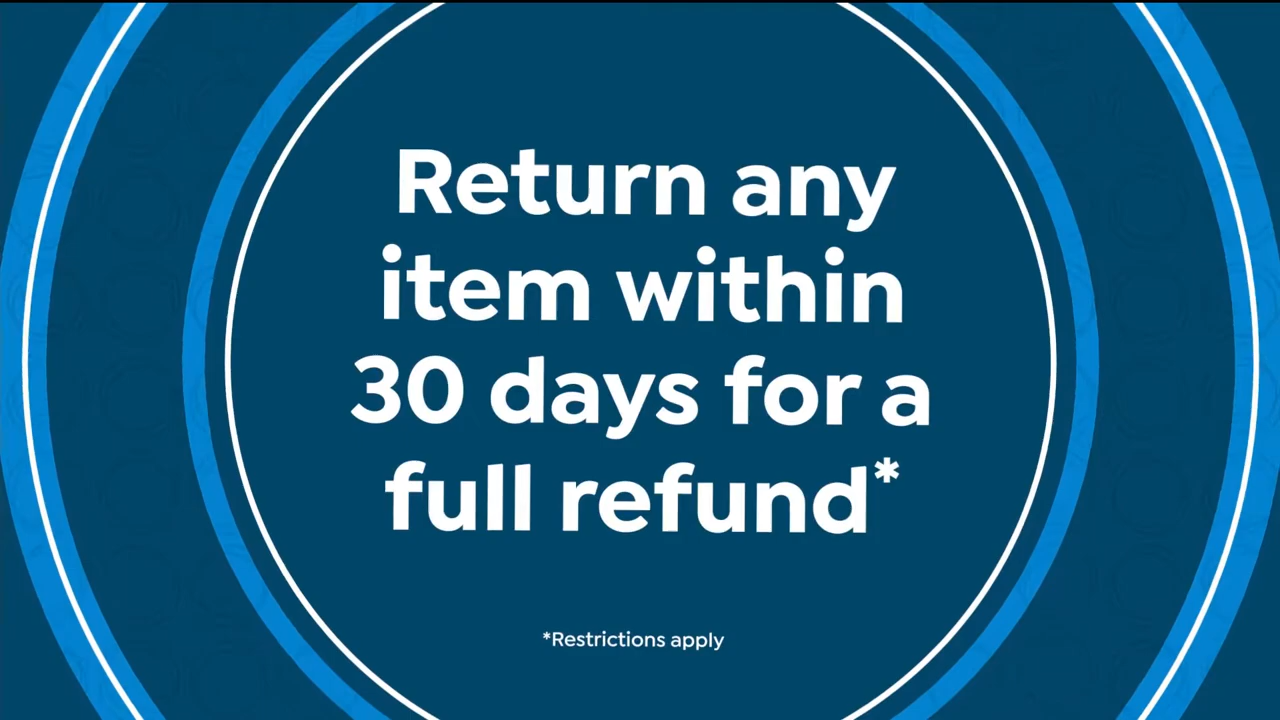 Return any
item within
30 days for a
full refund*
*Restrictions apply